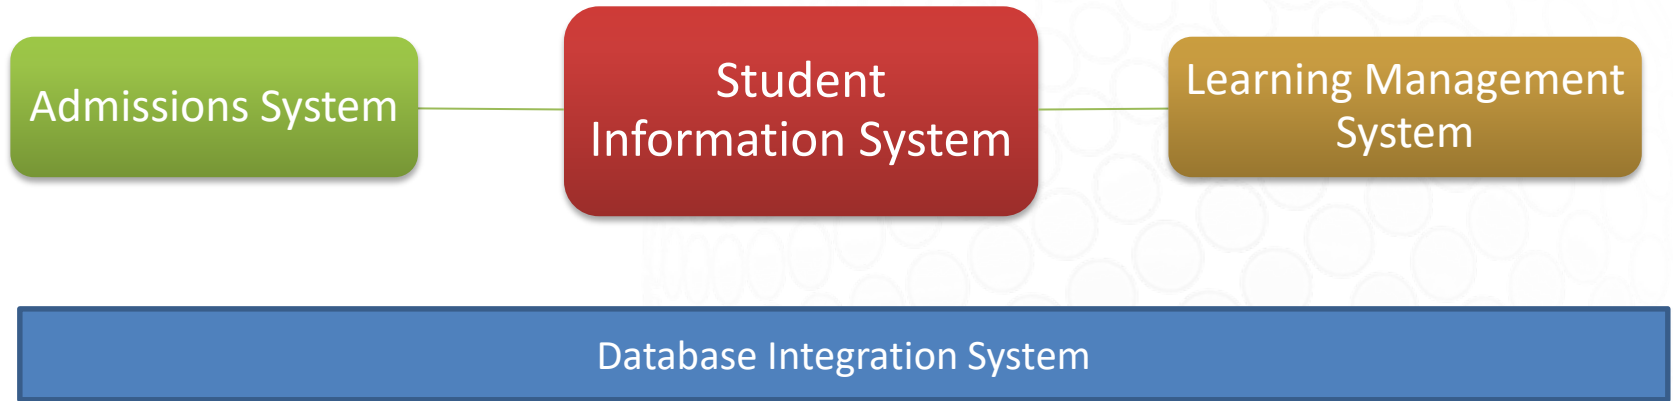 Admissions System
Student
Information System
Learning Management
System
Database Integration System